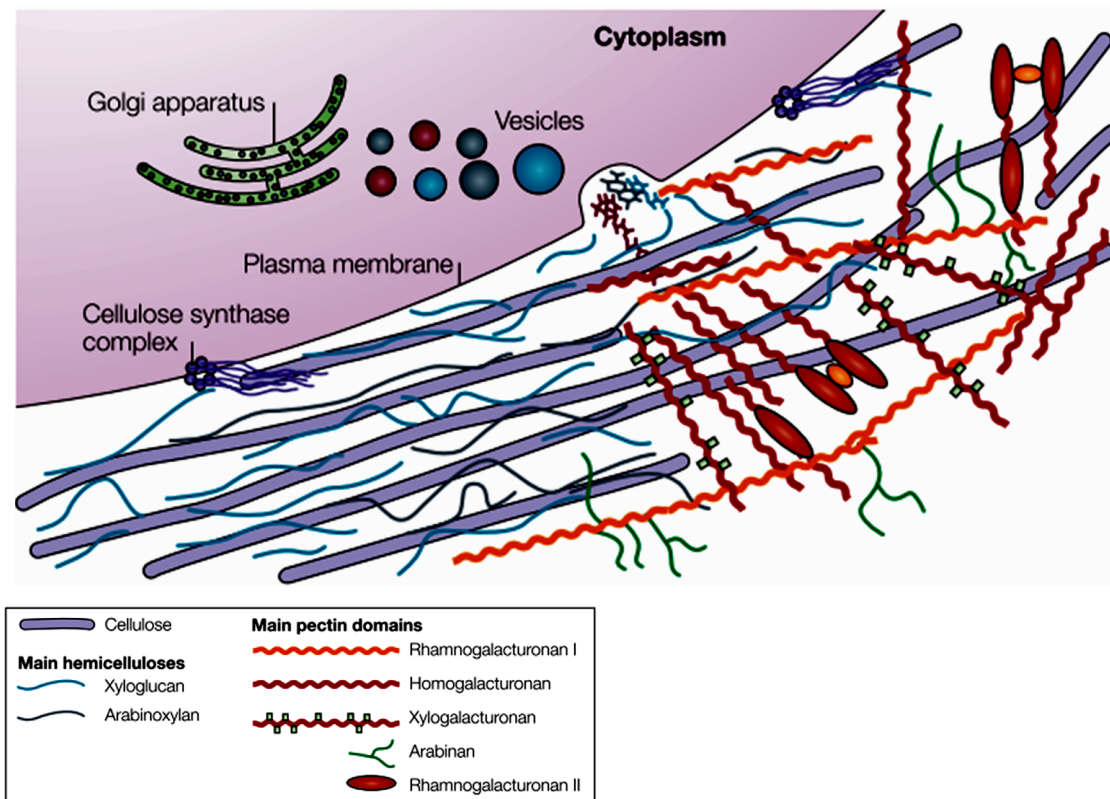 Cytoplasm
Golgi apparatus
Vesicles
Plasma membrane
Cellulose synthase
complex
Cellulose
Main hemicelluloses
Xyloglucan
Arabinoxylan
Main pectin domains
Rhamnogalacturonan I
Homogalacturonan
Xylogalacturonan
Arabinan
Rhamnogalacturonan II